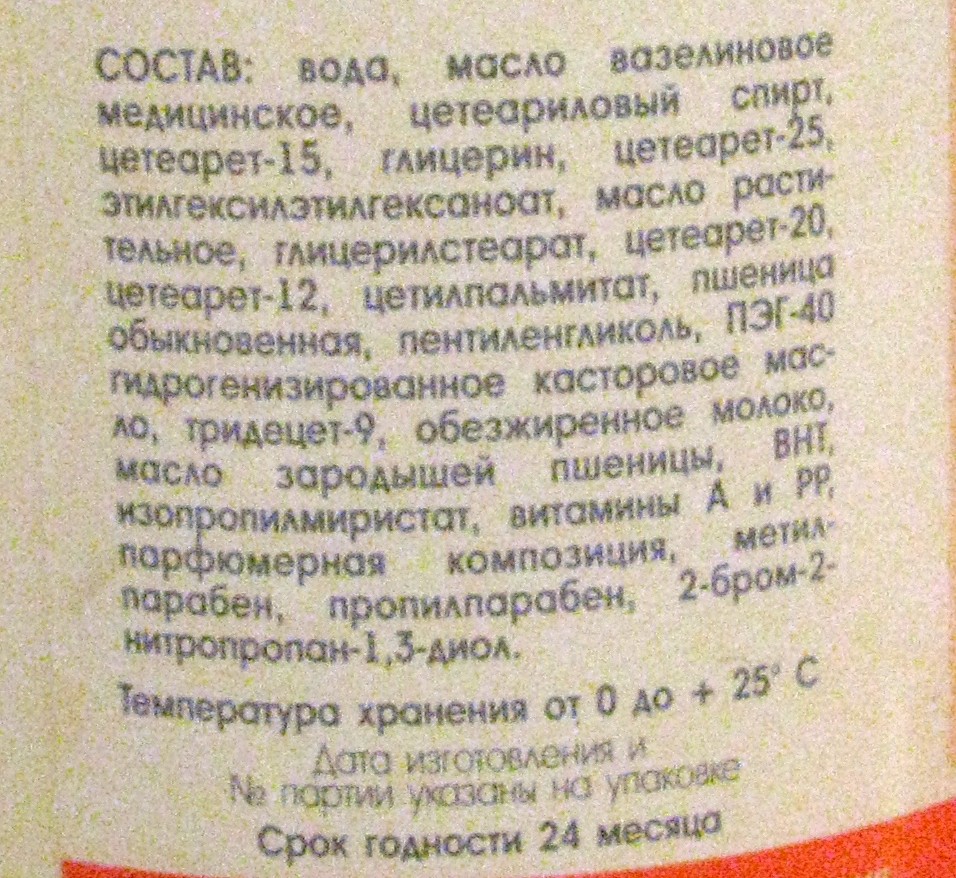 СОСТАВ: вода, масло вазелиновое
медицинское, цетеариловый спирт,
цетеарет-15, глицерин, цетеарет-25,
этилгексилэтилгексаноат, масло расти-
тельное, глицерилстеарат, цетеарет-20,
цетеарет-12, цетилпальмитат, пшеница
обыкновенная, пентиленгликоль, ПЭГ-40
гидрогенизированное касторовое мас-
ло, тридецет-9, обезжиренное молоко,
масло зародышей пшеницы, ВНТ,
изопропилмиристат, витамины А и РР,
парфюмерная композиция, метил-
парабен, пропилпарабен, 2-бром-2-
нитропропан-1,3-диол.
Температура хранения от 0 до + 25° С
Дата изготовления и
№ партии указаны на упаковке
Срок годности 24 месяца